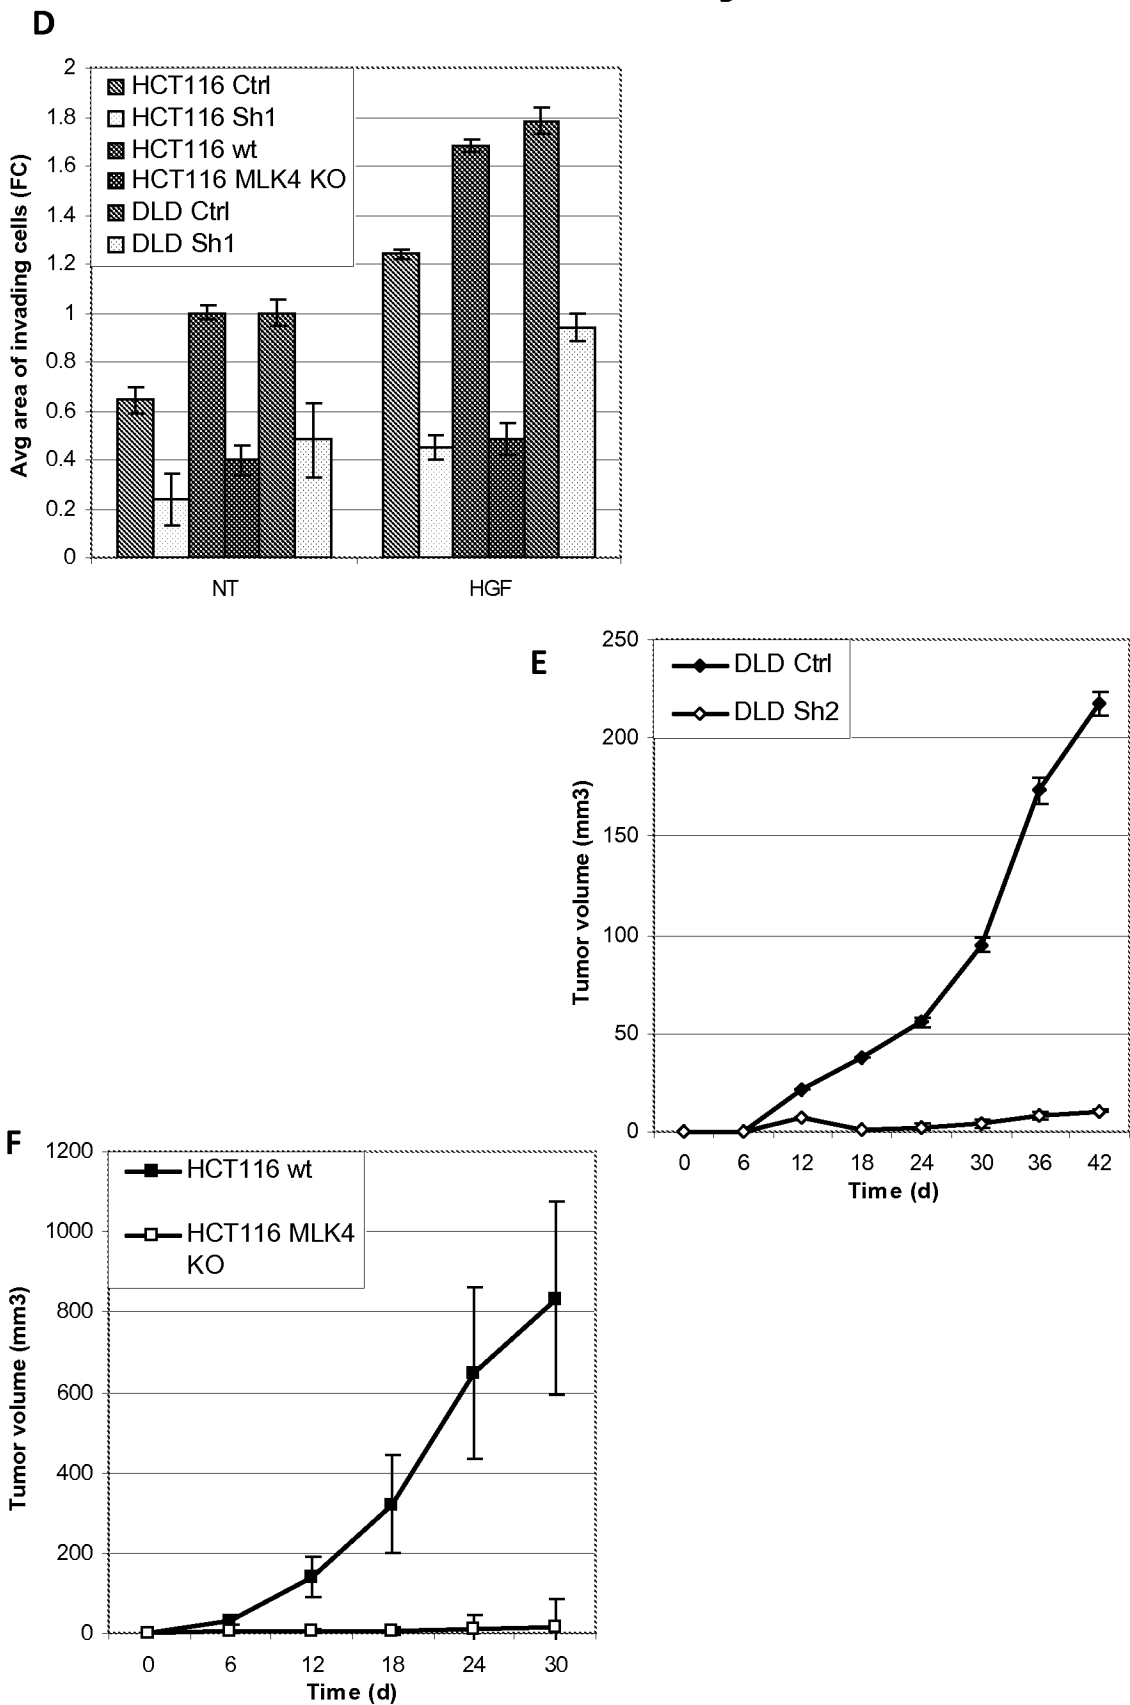 D
2
1.8
1.6
1.4
1.2
1
0.8
0.6
0.4
0.2
0
Avg area of invading cells (FC)
HCT116 Ctrl
HCT116 Sh1
HCT116 wt
HCT116 MLK4 KO
DLD Ctrl
DLD Sh1
NT
HGF
E
250
200
150
100
50
0
Tumor volume (mm3)
DLD Ctrl
DLD Sh2
0 6 12 18 24 30 36 42
Time (d)
F
1200
1000
800
600
400
200
0
Tumor volume (mm3)
HCT116 wt
HCT116 MLK4
KO
0 6 12 18 24 30
Time (d)